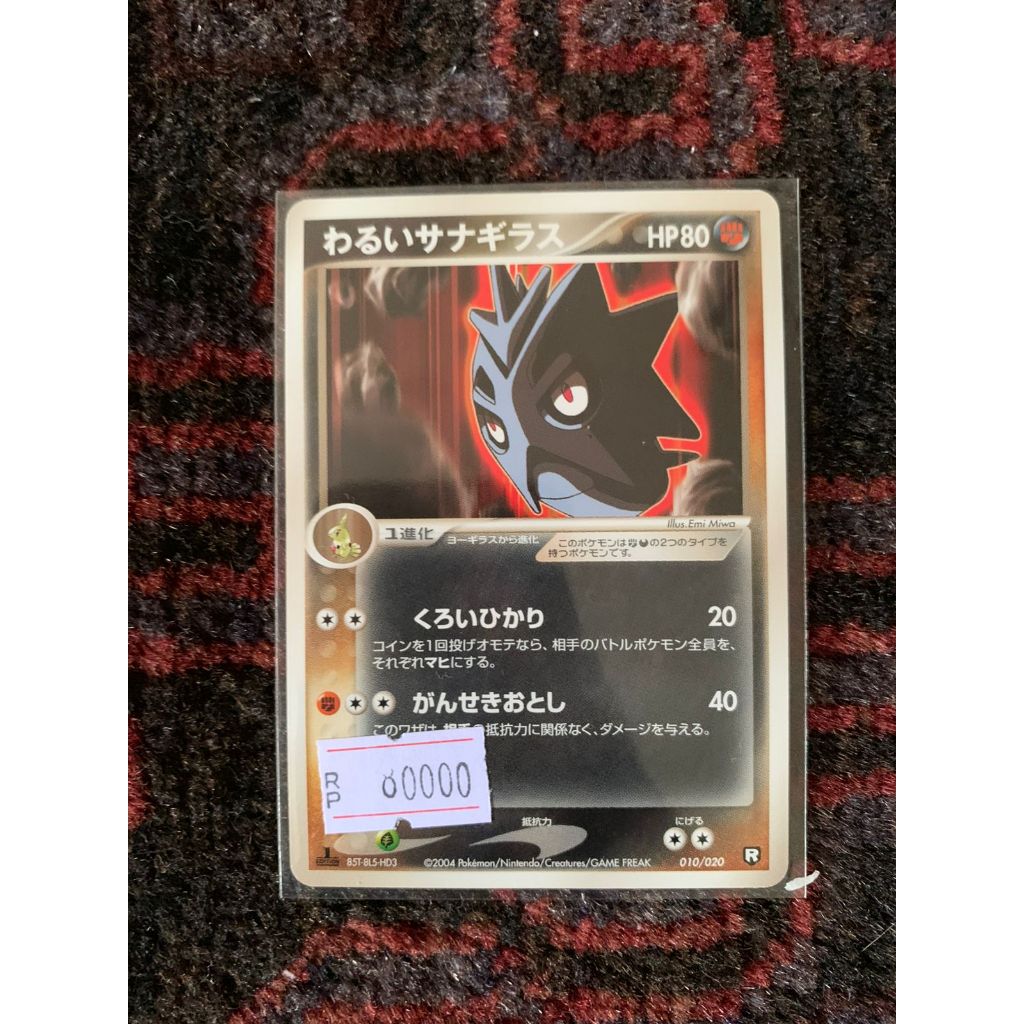 わるいサナギラス HP80
Illus.Emi Miwa
1進化 ヨーギラスから進化
このポケモンは の2つのタイプを
持つポケモンです。
くろいひかり 20
コインを1回投げオモテなら、相手のバトルポケモン全員を、
それぞれマヒにする。
がんせきおとし 40
このワザは、相手の抵抗力に関係なく、ダメージを与える。
RP 80000
抵抗力 にげる
1 EDITION 85T-8L5-HD3 ©2004 Pokémon/Nintendo/Creatures/GAME FREAK 010/020 R